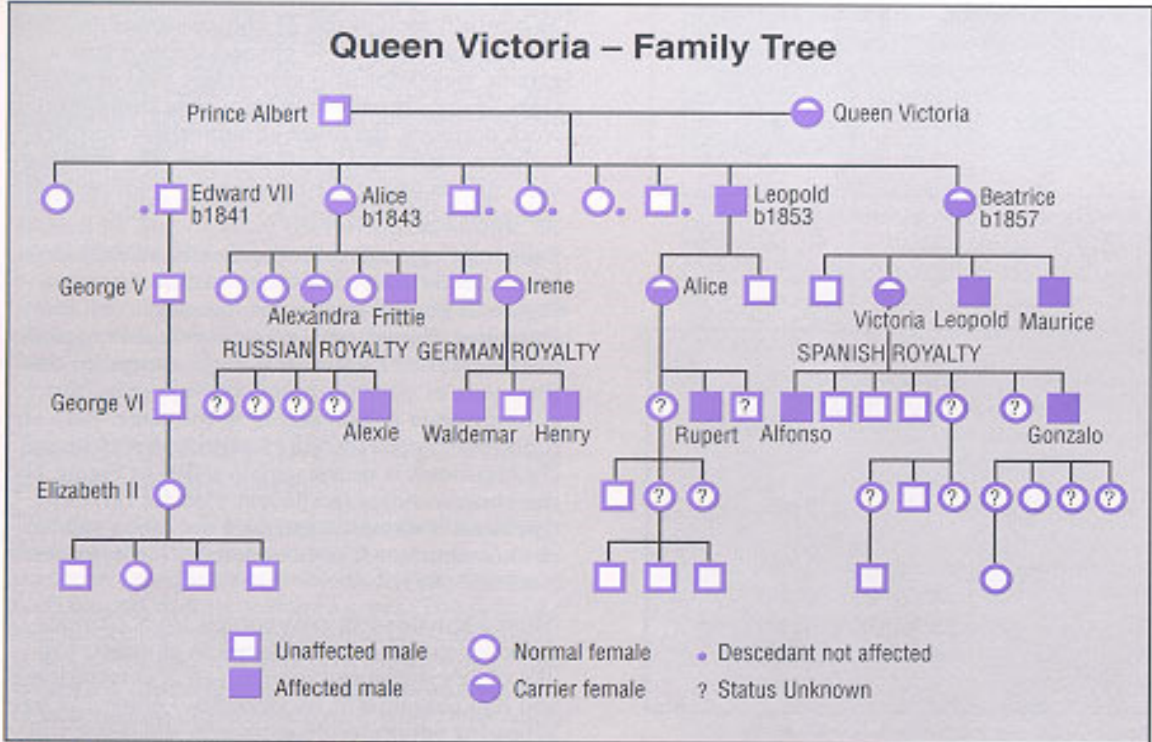 Queen Victoria – Family Tree
Prince Albert
Queen Victoria
Edward VII
b1841
Alice
b1843
Leopold
b1853
Beatrice
b1857
George V
Alexandra
Frittie
Irene
Alice
Victoria
Leopold
Maurice
RUSSIAN ROYALTY
GERMAN ROYALTY
SPANISH ROYALTY
George VI
? ? ? ?
Alexie
Waldemar
Henry
?
Rupert
?
Alfonso
?
?
Gonzalo
Elizabeth II
? ?
? ? ? ? ?
Unaffected male
Normal female
Descedant not affected
Affected male
Carrier female
? Status Unknown